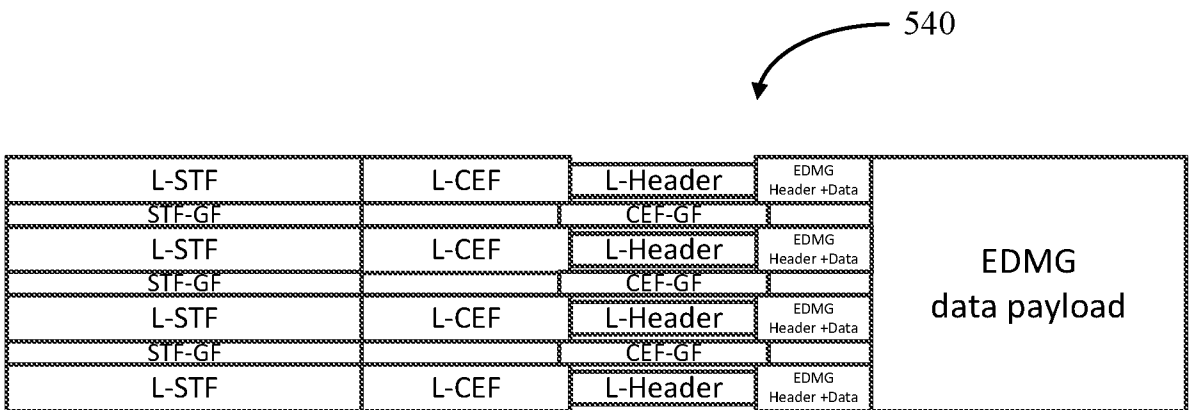 540
L-STF L-CEF L-Header EDMG
Header +Data
STF-GF CEF-GF
L-STF L-CEF L-Header EDMG
Header +Data
STF-GF CEF-GF
L-STF L-CEF L-Header EDMG
Header +Data
STF-GF CEF-GF
L-STF L-CEF L-Header EDMG
Header +Data
EDMG
data payload